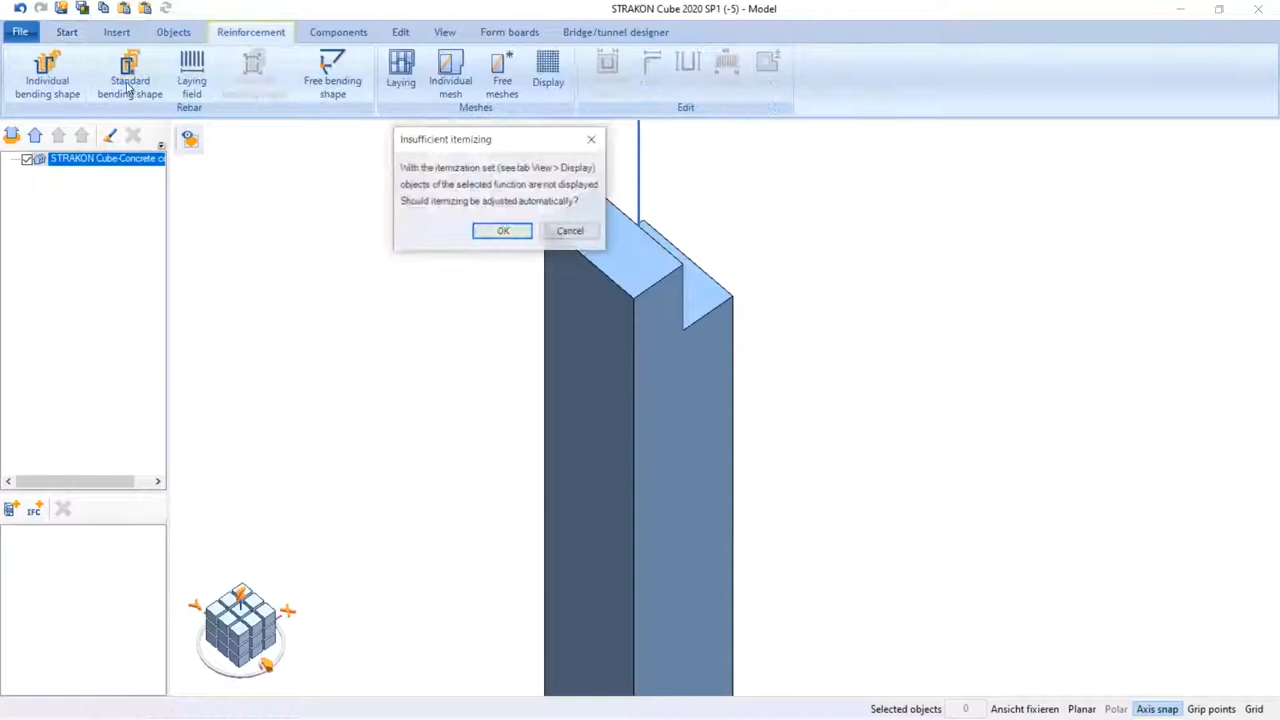 STRAKON Cube 2020 SP1 (-5) - Model
File Start Insert Objects Reinforcement Components Edit View Form boards Bridge/tunnel designer
Individual bending shape
Standard bending shape
Laying field
Free bending shape
Laying
Individual mesh
Free meshes
Display
Rebar
Meshes
Edit
STRAKON Cube-Concrete co
Insufficient itemizing
With the itemization set (see tab View > Display)
objects of the selected function are not displayed
Should itemizing be adjusted automatically?
OK Cancel
IFC
Selected objects 0 Ansicht fixieren Planar Polar Axis snap Grip points Grid